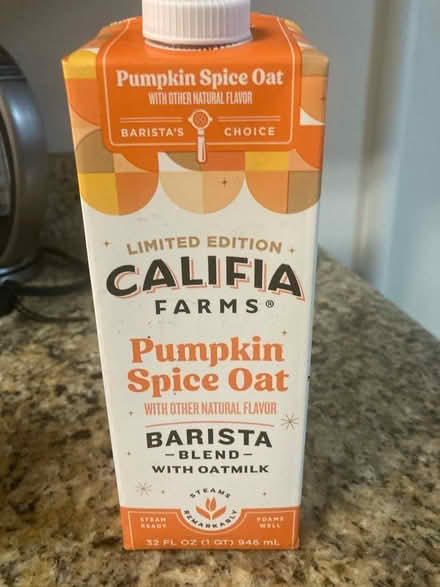 Pumpkin Spice Oat
WITH OTHER NATURAL FLAVOR
BARISTA'S CHOICE
LIMITED EDITION
CALIFIA
FARMS®
Pumpkin
Spice Oat
WITH OTHER NATURAL FLAVOR
BARISTA
-BLEND-
WITH OATMILK
STEAMS
REMARKABLY
STEAM
READY
FOAMS
WELL
32 FL OZ (1 QT) 946 mL